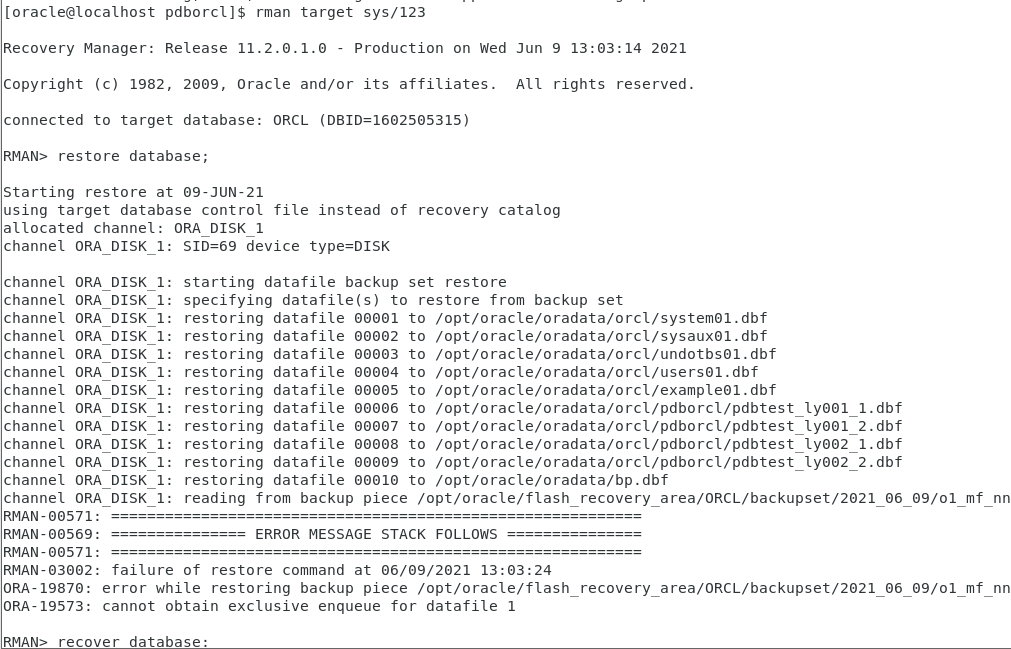 [oracle@localhost pdborcl]$ rman target sys/123
Recovery Manager: Release 11.2.0.1.0 - Production on Wed Jun 9 13:03:14 2021
Copyright (c) 1982, 2009, Oracle and/or its affiliates.  All rights reserved.
connected to target database: ORCL (DBID=1602505315)
RMAN> restore database;
Starting restore at 09-JUN-21
using target database control file instead of recovery catalog
allocated channel: ORA_DISK_1
channel ORA_DISK_1: SID=69 device type=DISK
channel ORA_DISK_1: starting datafile backup set restore
channel ORA_DISK_1: specifying datafile(s) to restore from backup set
channel ORA_DISK_1: restoring datafile 00001 to /opt/oracle/oradata/orcl/system01.dbf
channel ORA_DISK_1: restoring datafile 00002 to /opt/oracle/oradata/orcl/sysaux01.dbf
channel ORA_DISK_1: restoring datafile 00003 to /opt/oracle/oradata/orcl/undotbs01.dbf
channel ORA_DISK_1: restoring datafile 00004 to /opt/oracle/oradata/orcl/users01.dbf
channel ORA_DISK_1: restoring datafile 00005 to /opt/oracle/oradata/orcl/example01.dbf
channel ORA_DISK_1: restoring datafile 00006 to /opt/oracle/oradata/orcl/pdborcl/pdbtest_ly001_1.dbf
channel ORA_DISK_1: restoring datafile 00007 to /opt/oracle/oradata/orcl/pdborcl/pdbtest_ly001_2.dbf
channel ORA_DISK_1: restoring datafile 00008 to /opt/oracle/oradata/orcl/pdborcl/pdbtest_ly002_1.dbf
channel ORA_DISK_1: restoring datafile 00009 to /opt/oracle/oradata/orcl/pdborcl/pdbtest_ly002_2.dbf
channel ORA_DISK_1: restoring datafile 00010 to /opt/oracle/oradata/bp.dbf
channel ORA_DISK_1: reading from backup piece /opt/oracle/flash_recovery_area/ORCL/backupset/2021_06_09/o1_mf_nn
RMAN-00571: ===========================================================
RMAN-00569: =============== ERROR MESSAGE STACK FOLLOWS ===============
RMAN-00571: ===========================================================
RMAN-03002: failure of restore command at 06/09/2021 13:03:24
ORA-19870: error while restoring backup piece /opt/oracle/flash_recovery_area/ORCL/backupset/2021_06_09/o1_mf_nn
ORA-19573: cannot obtain exclusive enqueue for datafile 1
RMAN> recover database: